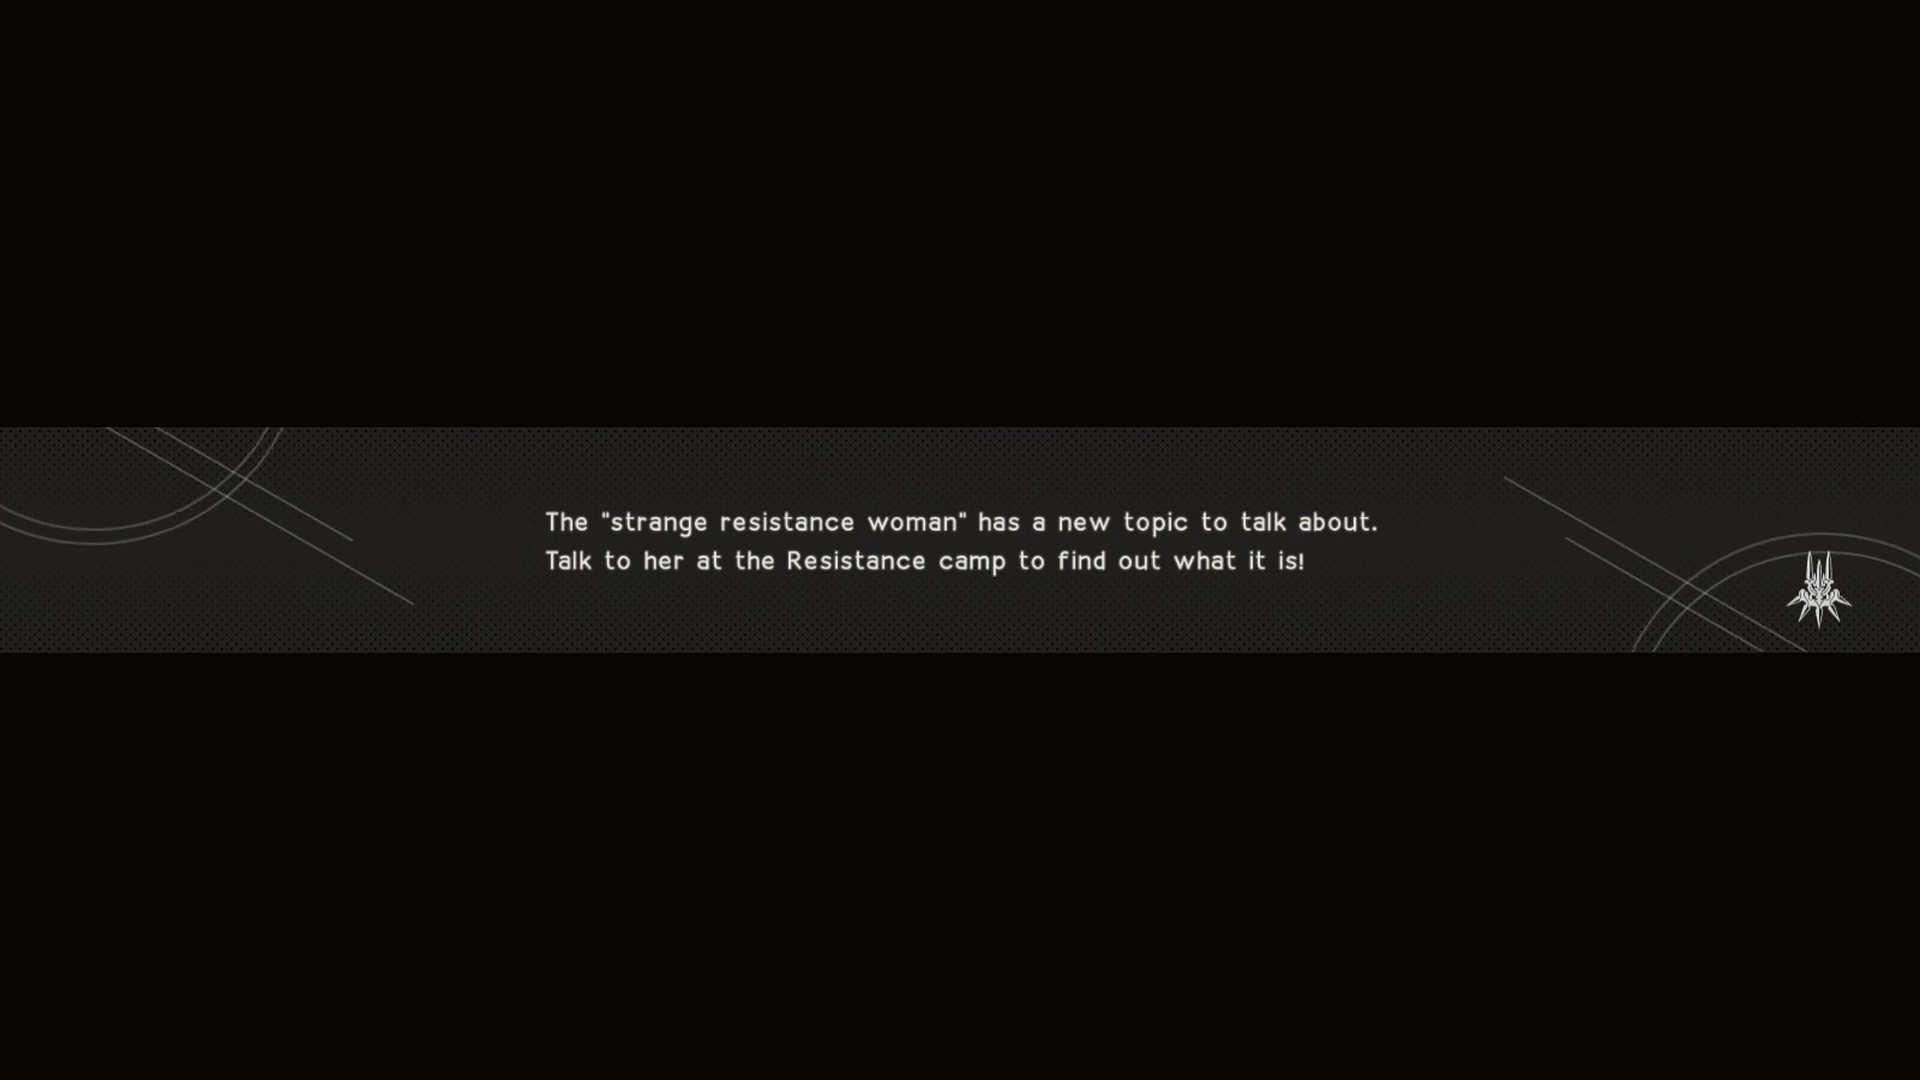 The "strange resistance woman" has a new topic to talk about.
Talk to her at the Resistance camp to find out what it is!